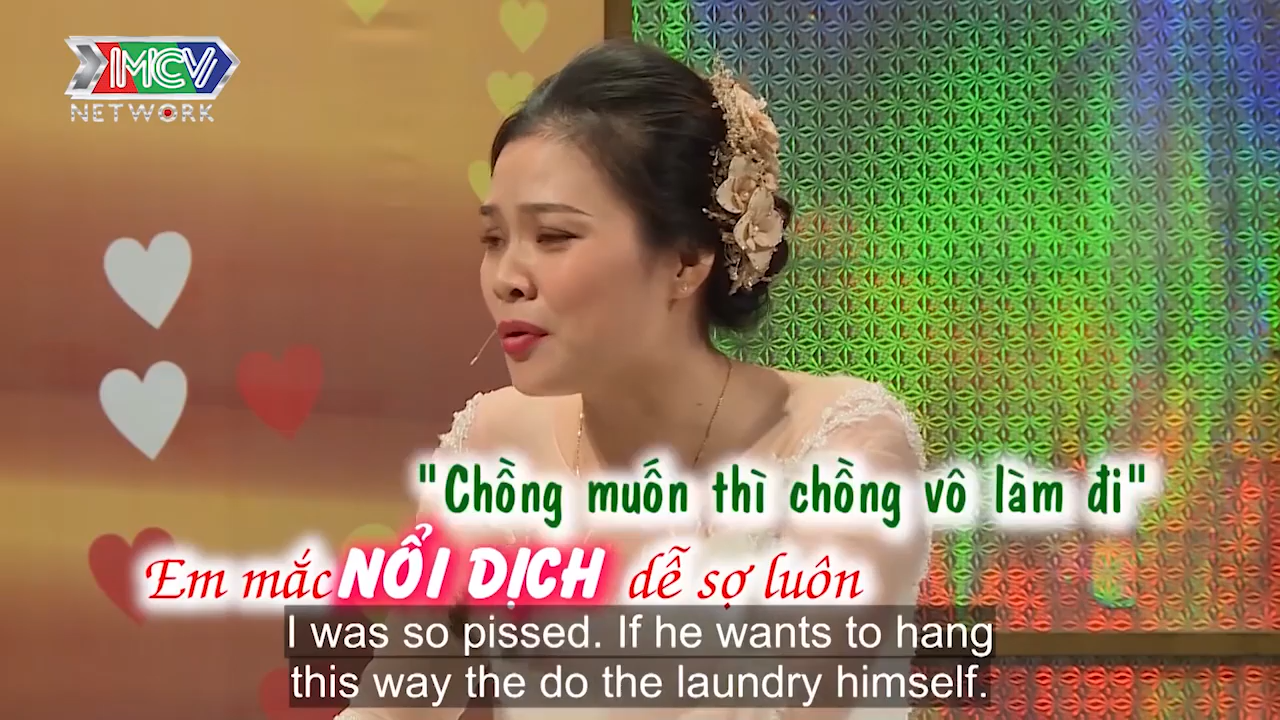 MCV
NETWORK
"Chồng muốn thì chồng vô làm đi"
Em mắc NỔI DỊCH dễ sợ luôn
I was so pissed. If he wants to hang
this way the do the laundry himself.